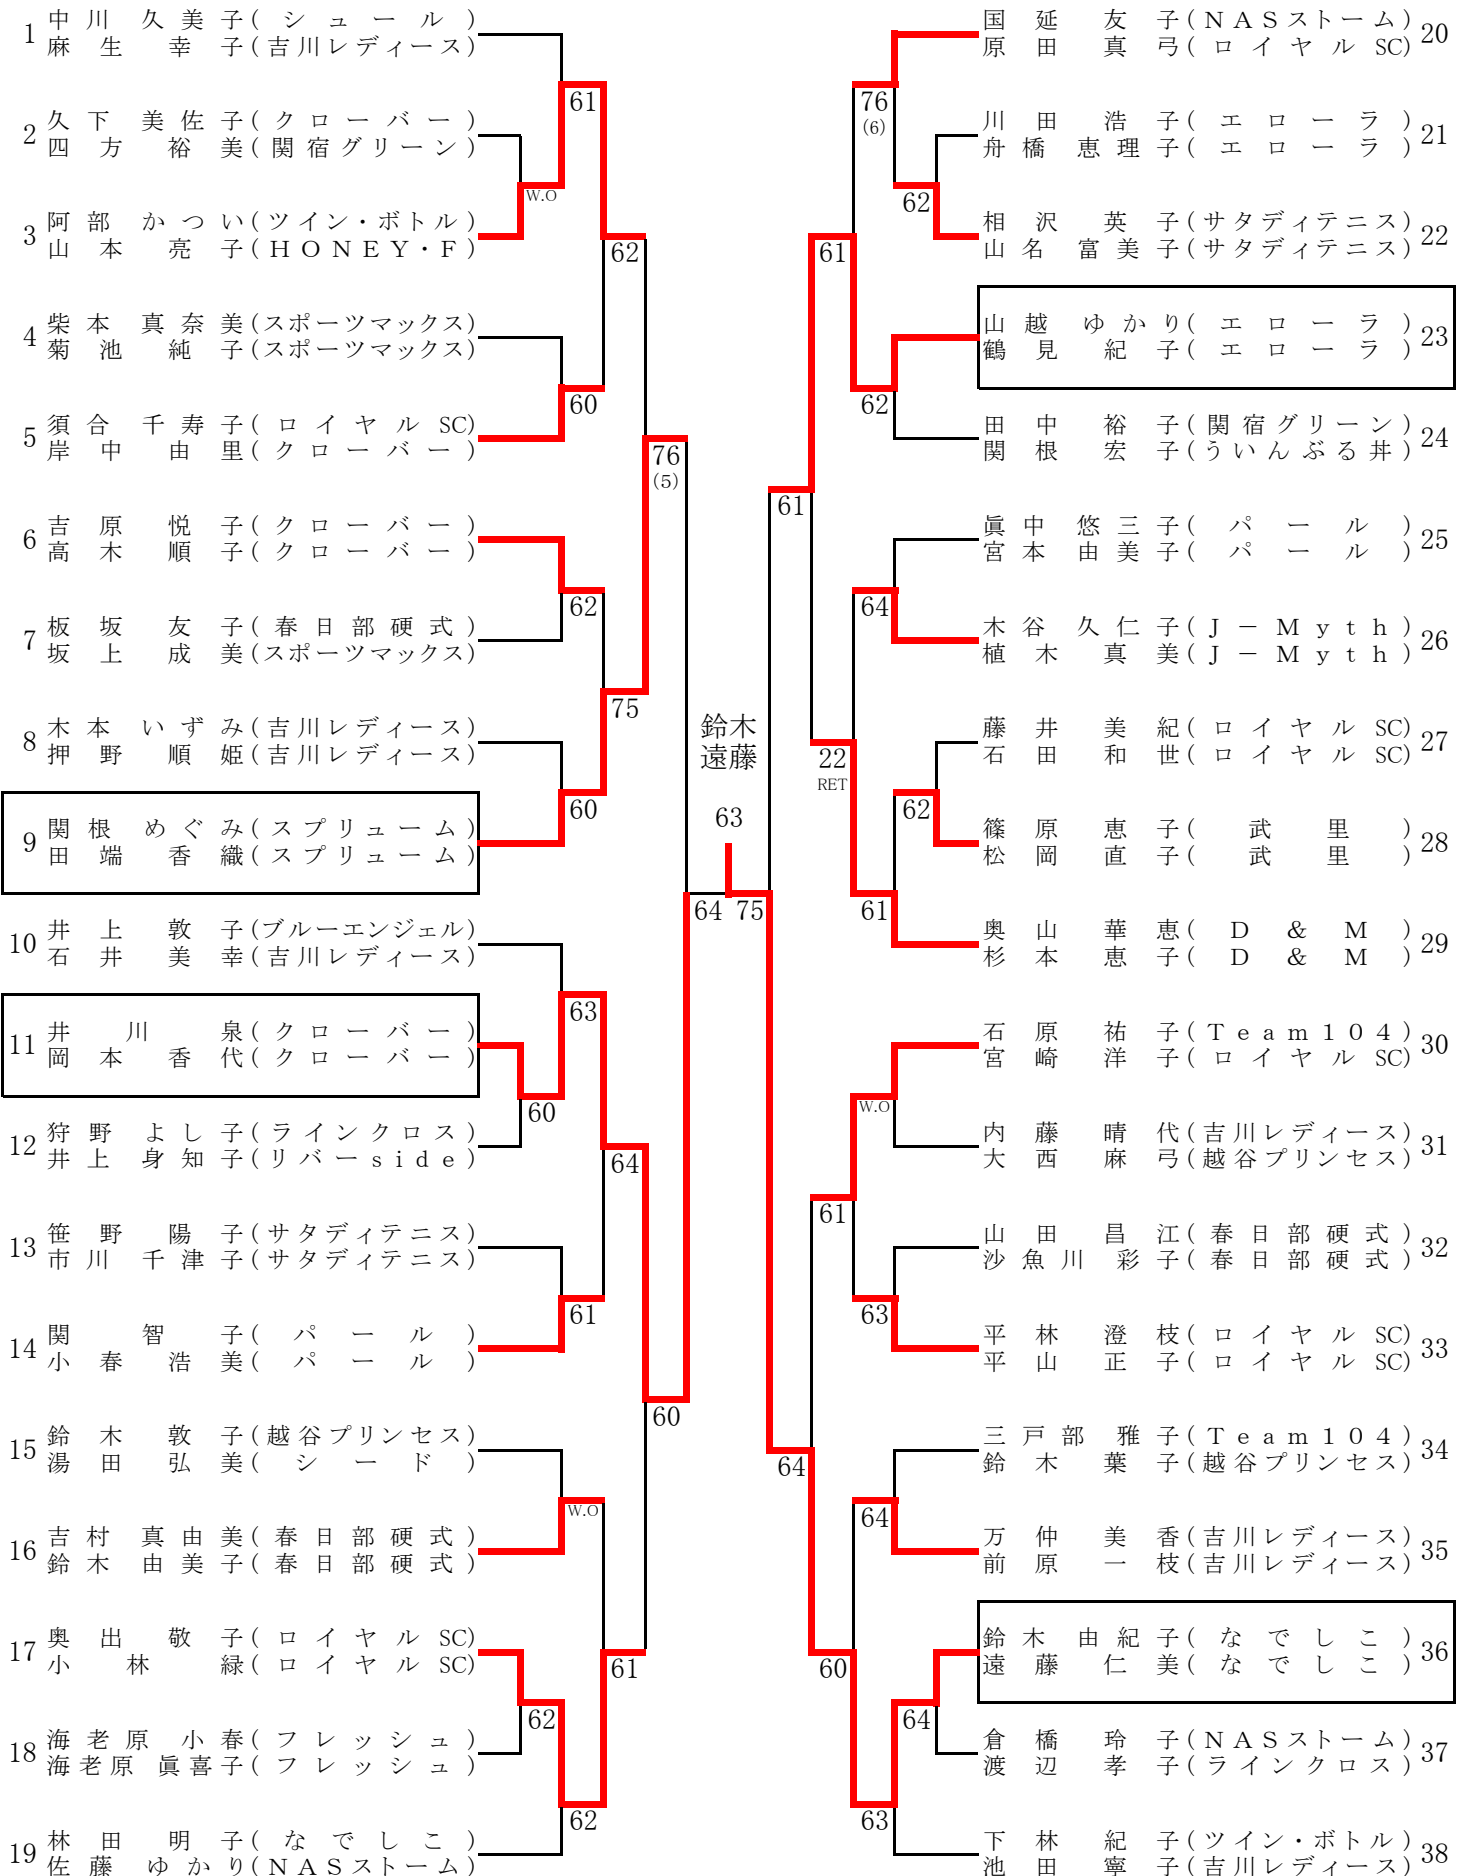 1 中川 久美子(シュール)
麻生 幸子(吉川レディース)
2 久下 美佐子(クローバー)
四方 裕美(関宿グリーン)
3 阿部 かつい(ツイン・ボトル)
山本 亮子(HONEY・F)
4 柴本 真奈美(スポーツマックス)
菊池 純子(スポーツマックス)
5 須合 千寿子(ロイヤルSC)
岸中 由里(クローバー)
6 吉原 悦子(クローバー)
高木 順子(クローバー)
7 板坂 友子(春日部硬式)
坂上 成美(スポーツマックス)
8 木本 いずみ(吉川レディース)
押野 順姫(吉川レディース)
9 関根 めぐみ(スプリューム)
田端 香織(スプリューム)
10 井上 敦子(ブルーエンジェル)
石井 美幸(吉川レディース)
11 井川 泉(クローバー)
岡本 香代(クローバー)
12 狩野 よし子(ラインクロス)
井上 身知子(リバーside)
13 笹野 陽子(サタディテニス)
市川 千津子(サタディテニス)
14 関 智子(パール)
小春 浩美(パール)
15 鈴木 敦子(越谷プリンセス)
湯田 弘美(シード)
16 吉村 真由美(春日部硬式)
鈴木 由美子(春日部硬式)
17 奥出 敬子(ロイヤルSC)
小林 緑(ロイヤルSC)
18 海老原 小春(フレッシュ)
海老原 眞喜子(フレッシュ)
19 林田 明子(なでしこ)
佐藤 ゆかり(NASストーム)
61
W.O
62
60
76
(5)
62
75
60
63
60
64
61
60
W.O
61
62
62
鈴木
遠藤
63
64 75
国延 友子(NASストーム) 20
原田 真弓(ロイヤルSC)
川田 浩子(エローラ) 21
舟橋 恵理子(エローラ)
相沢 英子(サタディテニス) 22
山名 富美子(サタディテニス)
山越 ゆかり(エローラ) 23
鶴見 紀子(エローラ)
田中 裕子(関宿グリーン) 24
関根 宏子(ういんぶる丼)
眞中 悠三子(パール) 25
宮本 由美子(パール)
木谷 久仁子(J－Myth) 26
植木 真美(J－Myth)
藤井 美紀(ロイヤルSC) 27
石田 和世(ロイヤルSC)
篠原 恵子(武里) 28
松岡 直子(武里)
奥山 華恵(D&M) 29
杉本 恵子(D&M)
石原 祐子(Team104) 30
宮崎 洋子(ロイヤルSC)
内藤 晴代(吉川レディース) 31
大西 麻弓(越谷プリンセス)
山田 昌江(春日部硬式) 32
沙魚川 彩子(春日部硬式)
平林 澄枝(ロイヤルSC) 33
平山 正子(ロイヤルSC)
三戸部 雅子(Team104) 34
鈴木 葉子(越谷プリンセス)
万仲 美香(吉川レディース) 35
前原 一枝(吉川レディース)
鈴木 由紀子(なでしこ) 36
遠藤 仁美(なでしこ)
倉橋 玲子(NASストーム) 37
渡辺 孝子(ラインクロス)
下林 紀子(ツイン・ボトル) 38
池田 寧子(吉川レディース)
76
(6)
62
61
62
61
64
22
RET
62
61
W.O
61
63
64
64
60
64
63